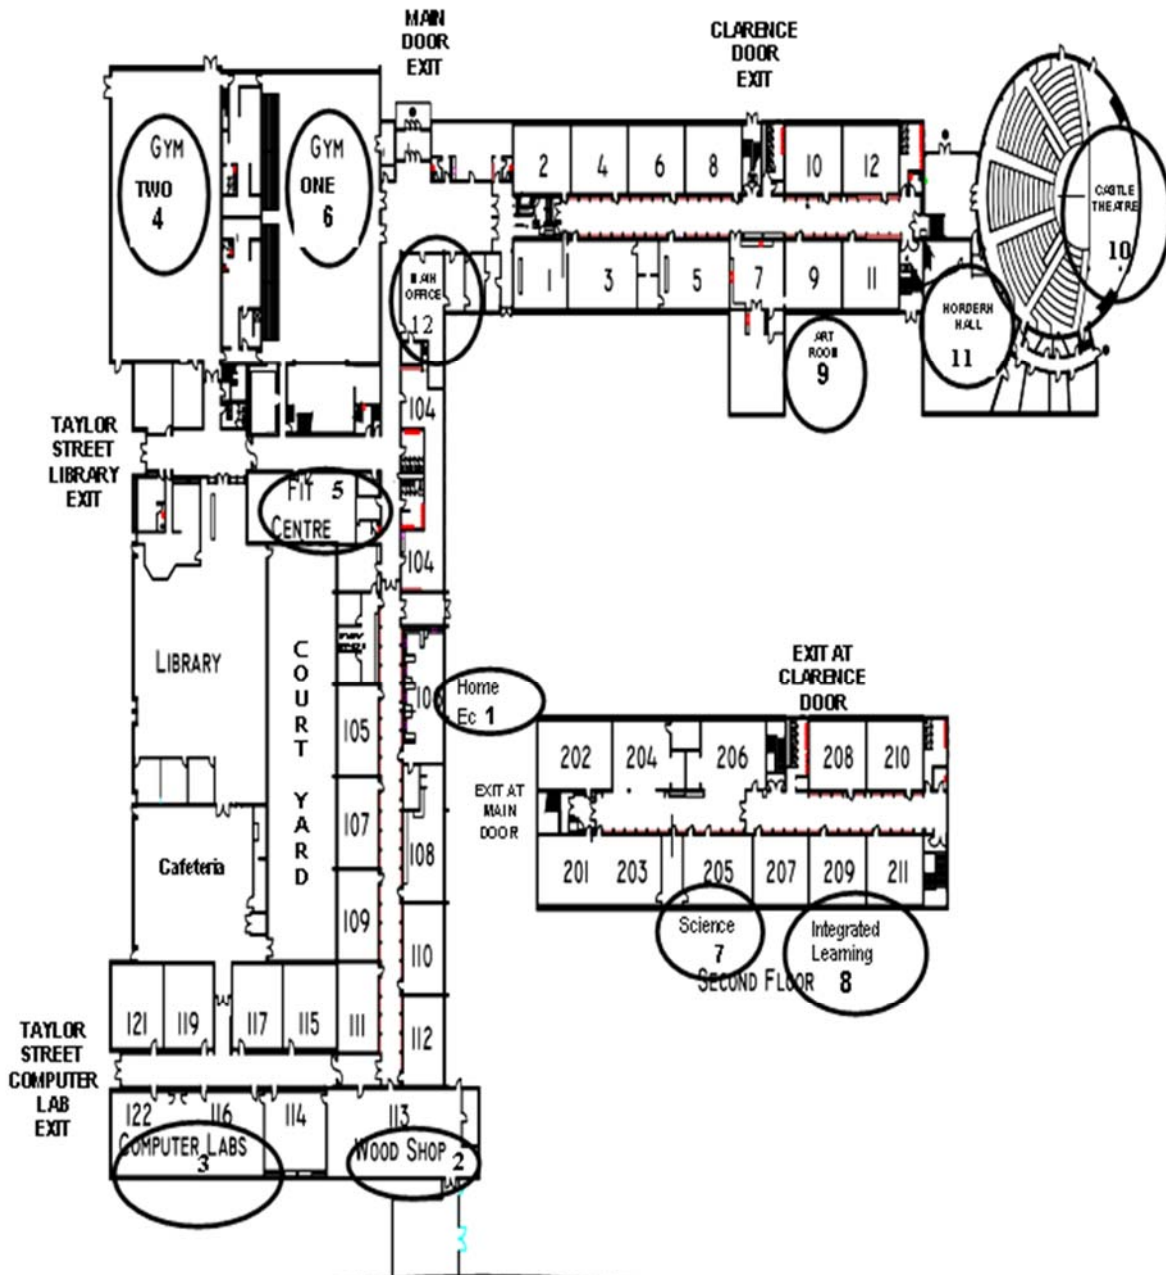 MAIN
DOOR
EXIT
CLARENCE
DOOR
EXIT
GYM
TWO
4
GYM
ONE
6
2
4
6
8
10
12
1
3
5
7
9
11
CASTLE
THEATRE
10
MAIN
OFFICE
12
HORDERN
HALL
11
ART
ROOM
9
104
TAYLOR
STREET
LIBRARY
EXIT
FIT 5
CENTRE
104
LIBRARY
COURT YARD
Home
Ec 1
105
107
108
109
110
Cafeteria
EXIT AT
CLARENCE
DOOR
202
204
206
208
210
EXIT AT
MAIN
DOOR
201
203
205
207
209
211
Science
7
Integrated
Learning
8
SECOND FLOOR
121
119
117
115
111
112
TAYLOR
STREET
COMPUTER
LAB
EXIT
122
116
114
113
COMPUTER LABS
3
WOOD SHOP 2